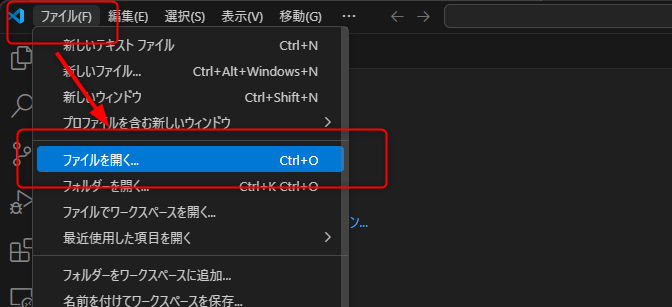 ファイル(F) 編集(E) 選択(S) 表示(V) 移動(G) …
新しいテキスト ファイル Ctrl+N
新しいファイル... Ctrl+Alt+Windows+N
新しいウィンドウ Ctrl+Shift+N
プロファイルを含む新しいウィンドウ
ファイルを開く... Ctrl+O
フォルダーを開く... Ctrl+K Ctrl+O
ファイルでワークスペースを開く...
ン...
最近使用した項目を開く
フォルダーをワークスペースに追加...
名前を付けてワークスペースを保存...